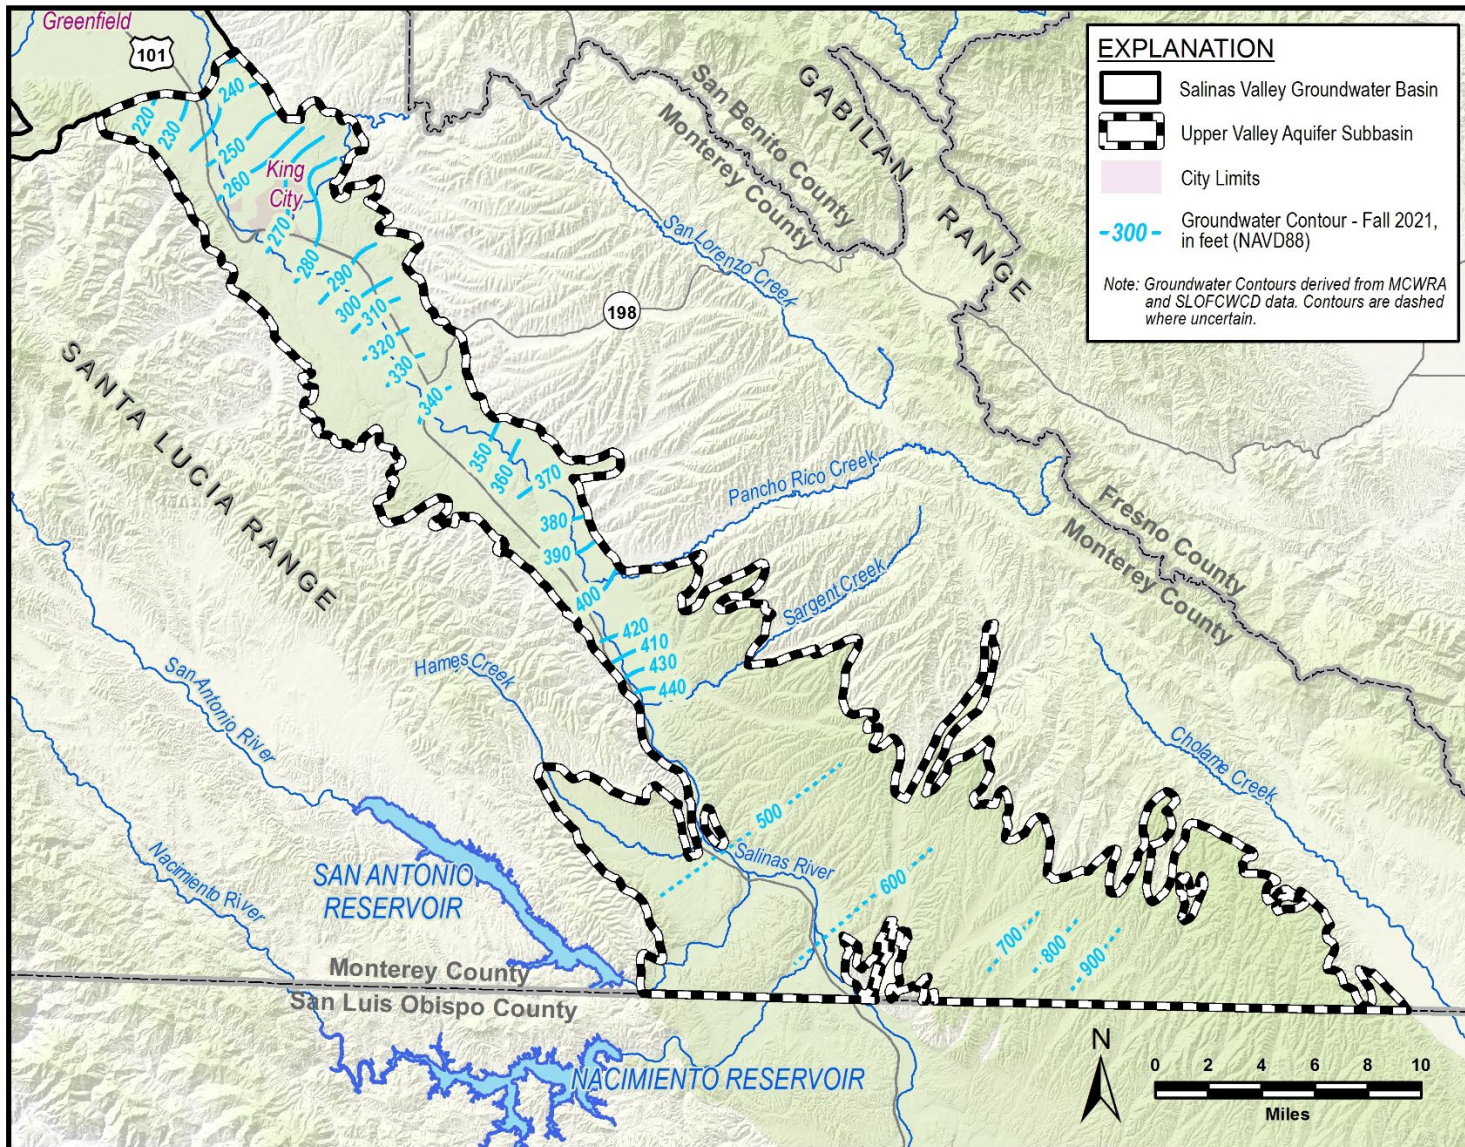 Greenfield
101
EXPLANATION
Salinas Valley Groundwater Basin
Upper Valley Aquifer Subbasin
City Limits
300
Groundwater Contour - Fall 2021,
in feet (NAVD88)
Note: Groundwater Contours derived from MCWRA
and SLOFCWCD data. Contours are dashed
where uncertain.
GABILAN
RANGE
San Benito County
Monterey County
220
230
240
250
260
King
City
270
280
290
300
310
320
330
340
350
360
370
380
390
400
420
410
430
440
500
600
700
800
900
198
San Lorenzo Creek
SANTA LUCIA RANGE
Pancho Rico Creek
Fresno County
Monterey County
Sargent Creek
Hames Creek
San Antonio River
Cholame Creek
Nacimiento River
Salinas River
SAN ANTONIO
RESERVOIR
Monterey County
San Luis Obispo County
NACIMIENTO RESERVOIR
N
0 2 4 6 8 10
Miles